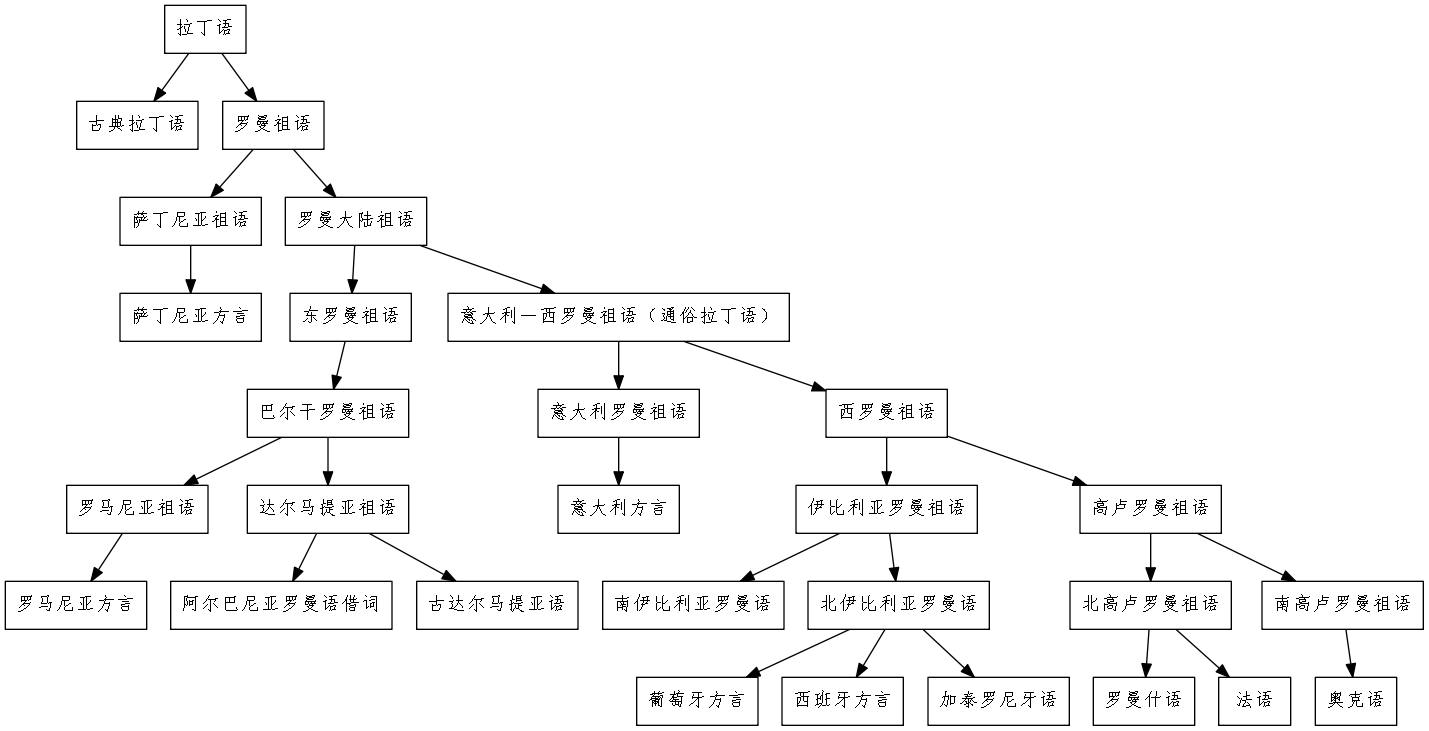 拉丁语
古典拉丁语
罗曼祖语
萨丁尼亚祖语
罗曼大陆祖语
萨丁尼亚方言
东罗曼祖语
意大利—西罗曼祖语（通俗拉丁语）
巴尔干罗曼祖语
意大利罗曼祖语
西罗曼祖语
罗马尼亚祖语
达尔马提亚祖语
意大利方言
伊比利亚罗曼祖语
高卢罗曼祖语
罗马尼亚方言
阿尔巴尼亚罗曼语借词
古达尔马提亚语
南伊比利亚罗曼语
北伊比利亚罗曼语
北高卢罗曼祖语
南高卢罗曼祖语
葡萄牙方言
西班牙方言
加泰罗尼牙语
罗曼什语
法语
奥克语